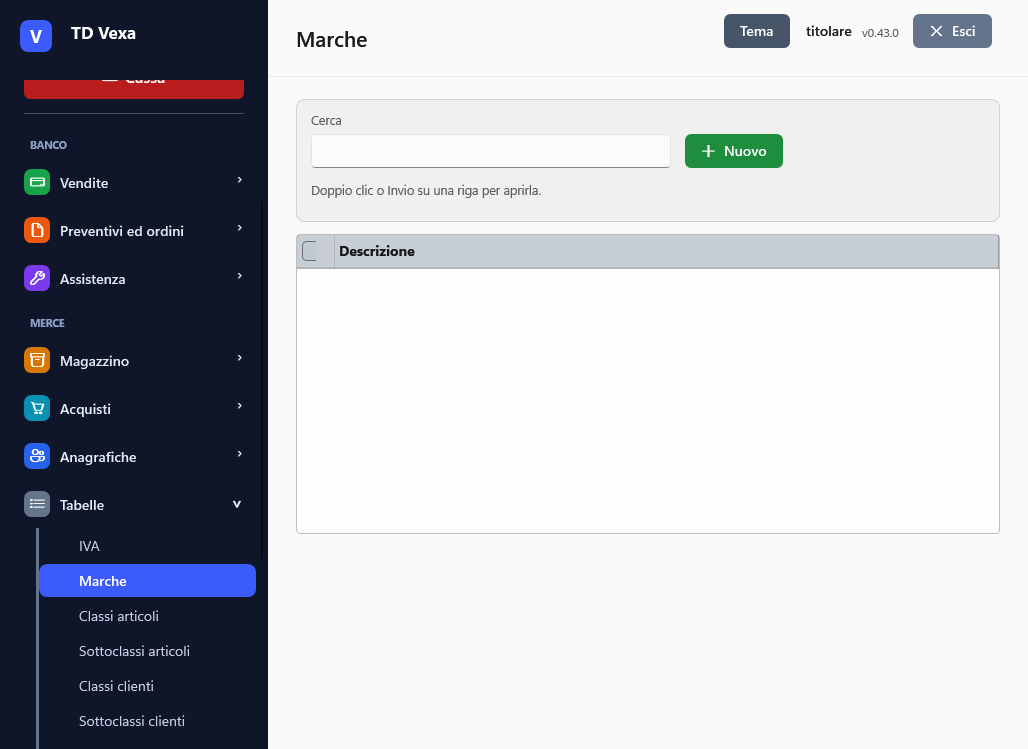 V
TD Vexa
Cassa
BANCO
Vendite
Preventivi ed ordini
Assistenza
MERCE
Magazzino
Acquisti
Anagrafiche
Tabelle
IVA
Marche
Classi articoli
Sottoclassi articoli
Classi clienti
Sottoclassi clienti
Marche
Tema
titolare
v0.43.0
Esci
Cerca
Nuovo
Doppio clic o Invio su una riga per aprirla.
Descrizione